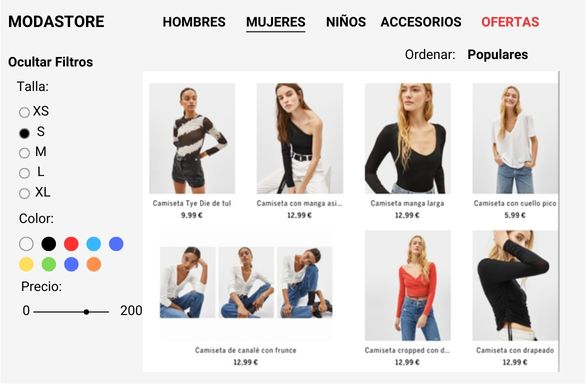 MODASTORE
HOMBRES MUJERES NIÑOS ACCESORIOS OFERTAS
Ordenar: Populares
Ocultar Filtros
Talla:
XS
S
M
L
XL
Color:
Precio:
0 200
Camiseta Tye Die de tul
9.99 €
Camiseta con manga asi...
12,99 €
Camiseta manga larga
12,99 €
Camiseta con cuello pico
5,99 €
Camiseta de canalé con frunce
12,99 €
Camiseta cropped con d...
12,99 €
Camiseta con drapeado
12,99 €